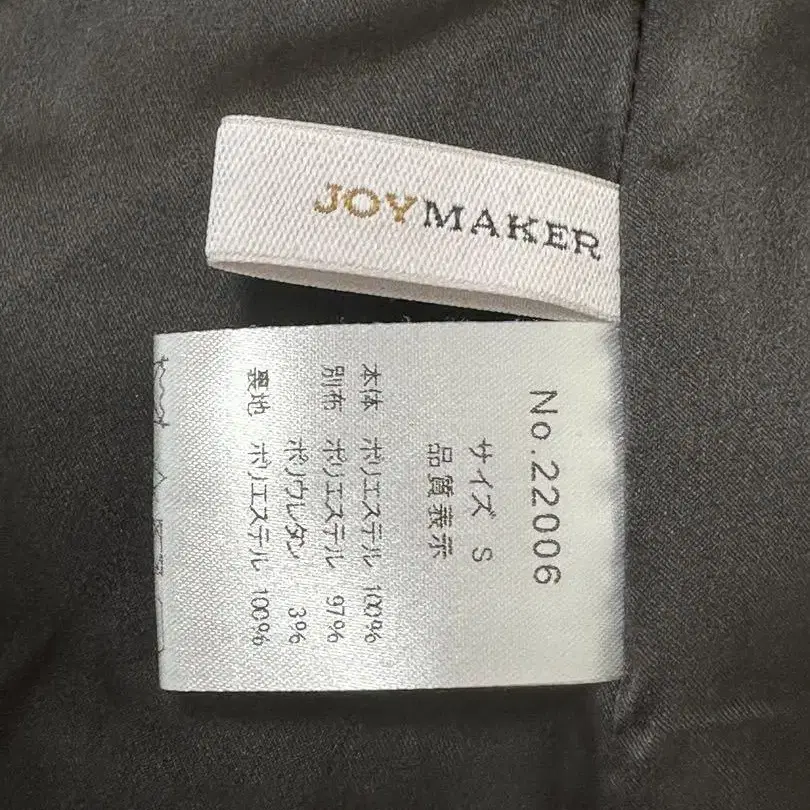 JOYMAKER
No.22006
サイズ S
品質表示
本体 ポリエステル 100%
別布 ポリエステル 97%
ポリウレタン 3%
裏地 ポリエステル 100%